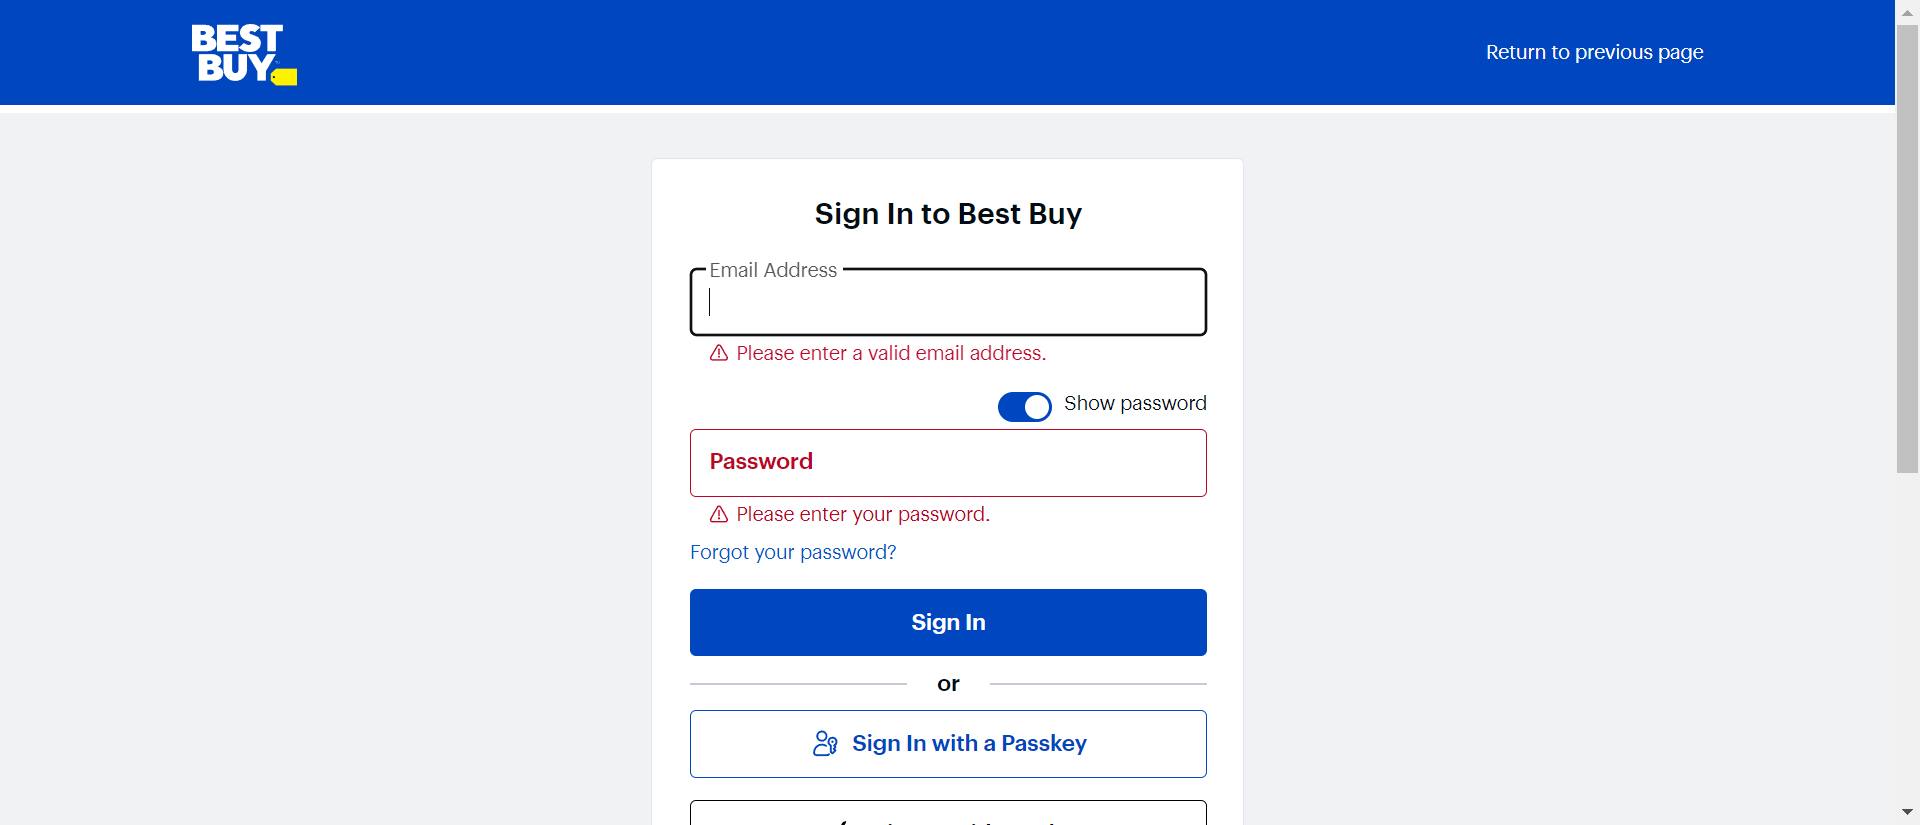 BEST
BUY
Return to previous page
Sign In to Best Buy
Email Address
Please enter a valid email address.
Show password
Password
Please enter your password.
Forgot your password?
Sign In
or
Sign In with a Passkey